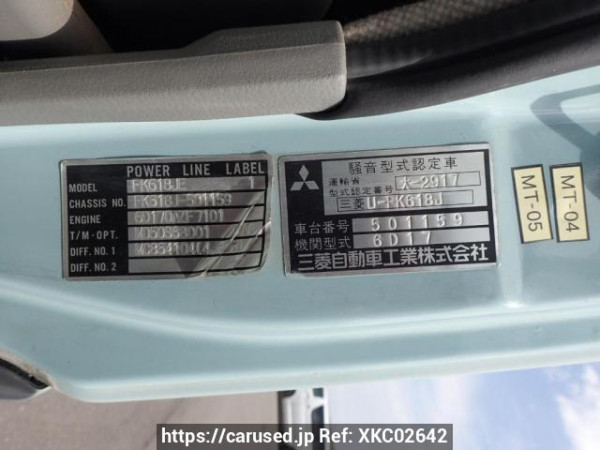 POWER LINE LABEL
MODEL FK618JE
CHASSIS NO. FK618J-501159
ENGINE
T/M・OPT.
DIFF. NO. 1
DIFF. NO. 2
騒音型式認定車
運輸省 X-2917
型式認定番号
三菱U-FK618J
車台番号 501159
機関型式 6D17
三菱自動車工業株式会社
MT-05
MT-04
https://carused.jp Ref: XKC02642